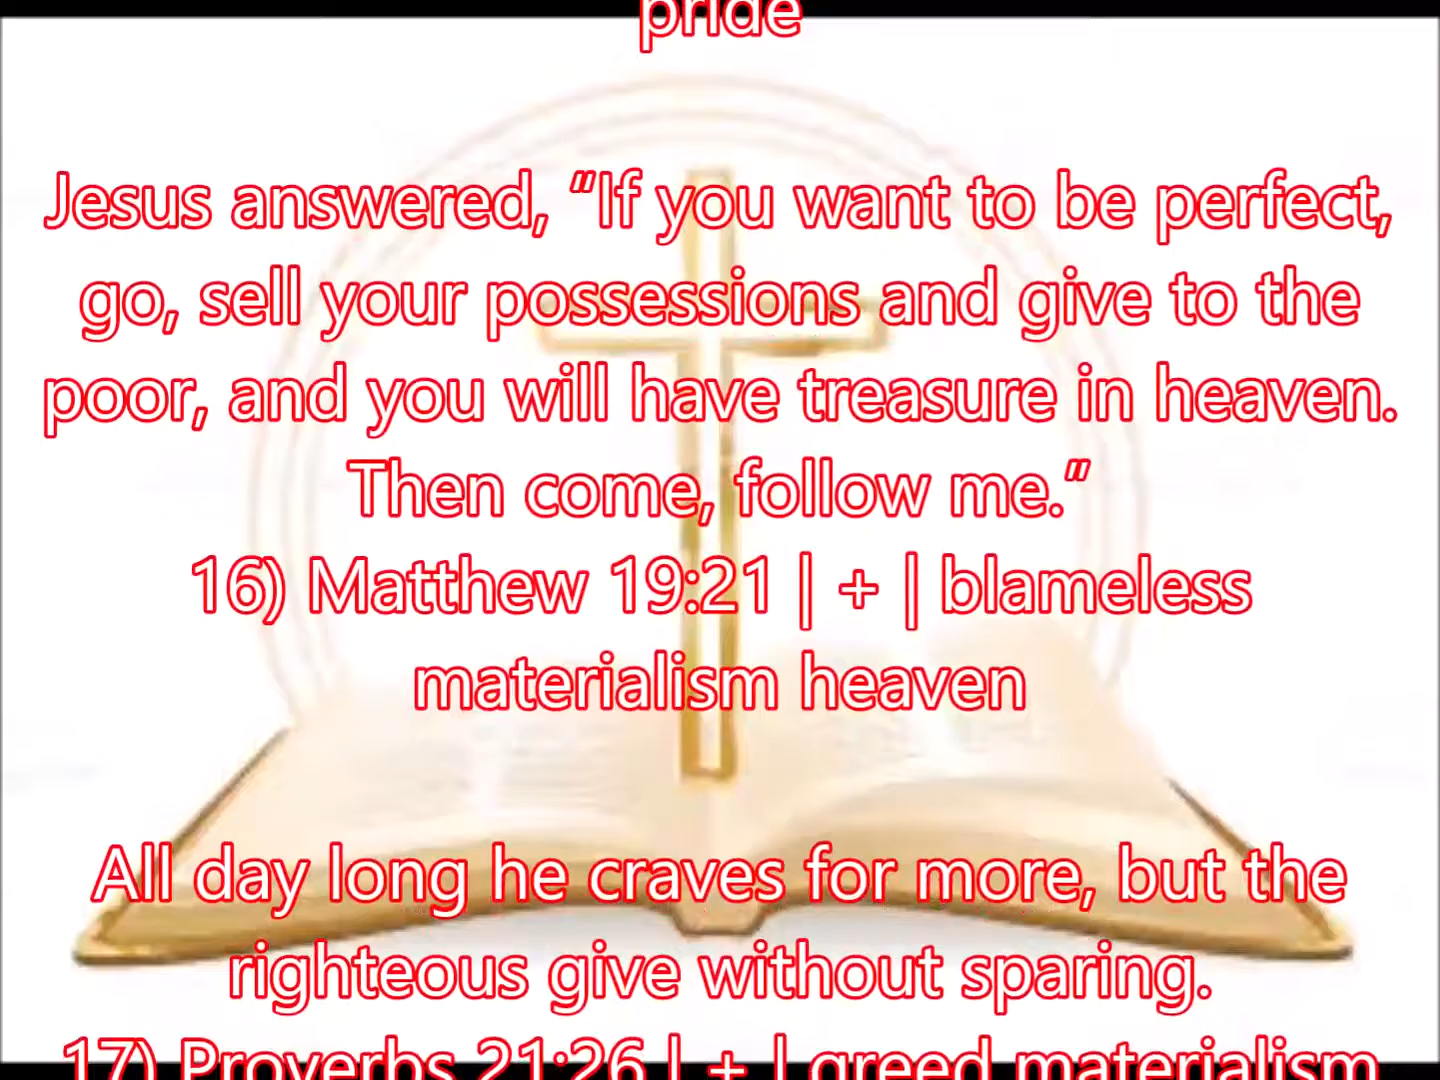 pride
Jesus answered, “If you want to be perfect,
go, sell your possessions and give to the
poor, and you will have treasure in heaven.
Then come, follow me.”
16) Matthew 19:21 | + | blameless
materialism heaven
All day long he craves for more, but the
righteous give without sparing.
17) Proverbs 21:26 | + | greed materialism